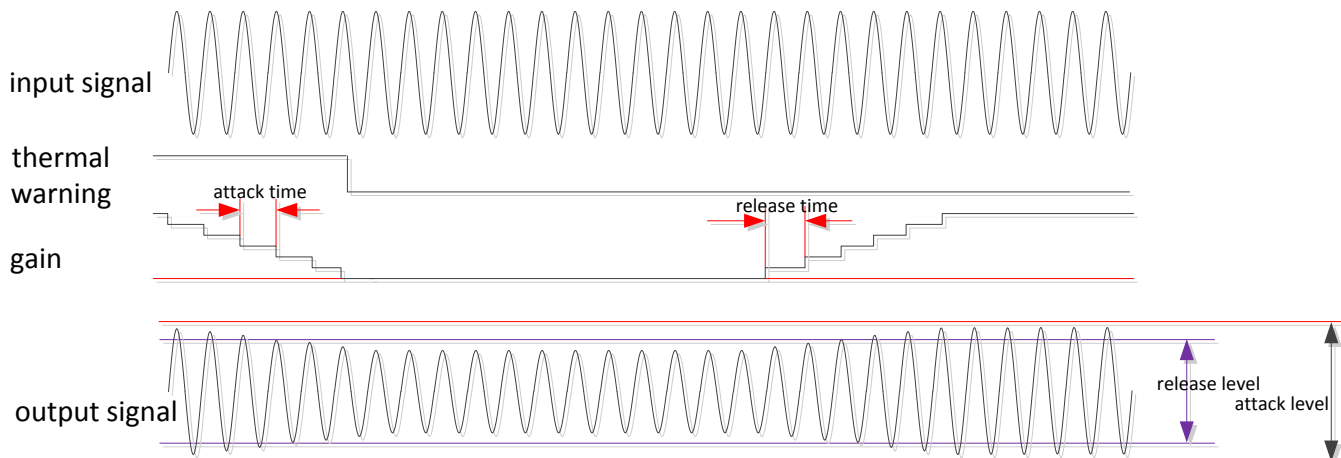 input signal
thermal
warning
attack time
release time
gain
release level
attack level
output signal